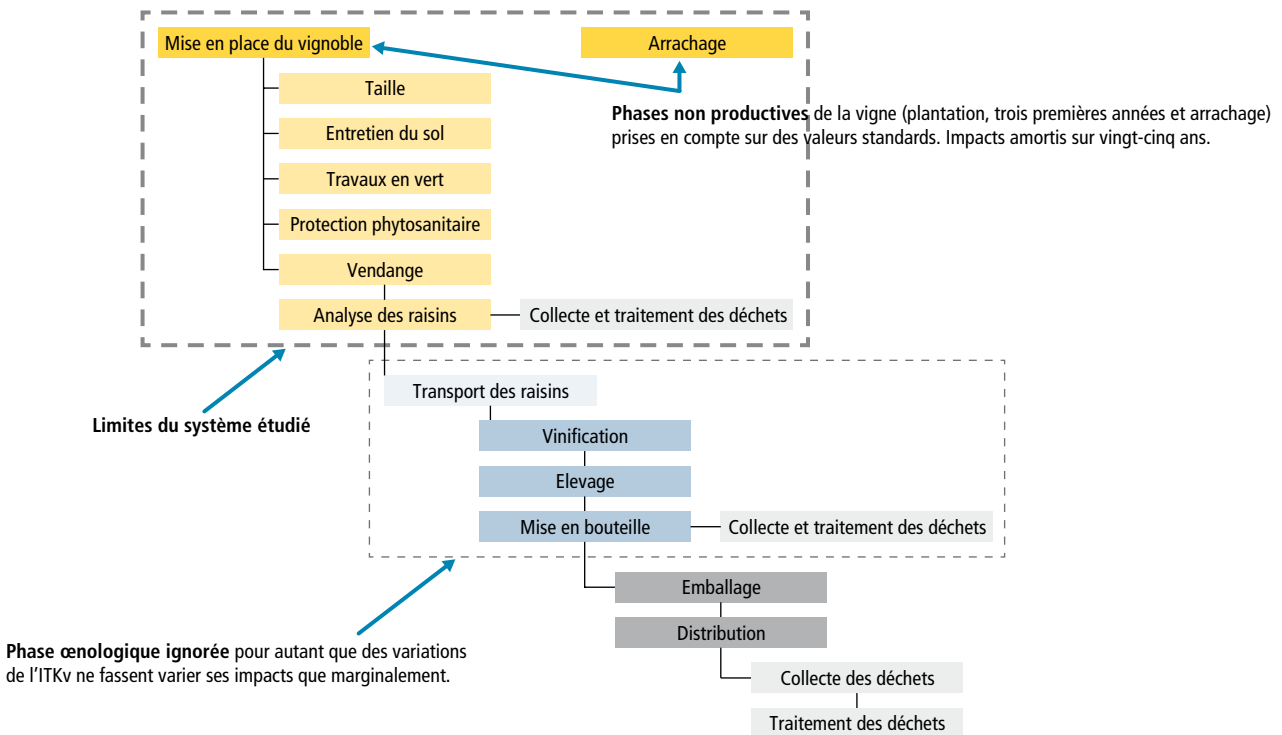 Mise en place du vignoble
Arrachage
Taille
Phases non productives de la vigne (plantation, trois premières années et arrachage)
prises en compte sur des valeurs standards. Impacts amortis sur vingt-cinq ans.
Entretien du sol
Travaux en vert
Protection phytosanitaire
Vendange
Analyse des raisins
Collecte et traitement des déchets
Transport des raisins
Limites du système étudié
Vinification
Elevage
Mise en bouteille
Collecte et traitement des déchets
Emballage
Distribution
Phase œnologique ignorée pour autant que des variations
de l'ITKv ne fassent varier ses impacts que marginalement.
Collecte des déchets
Traitement des déchets